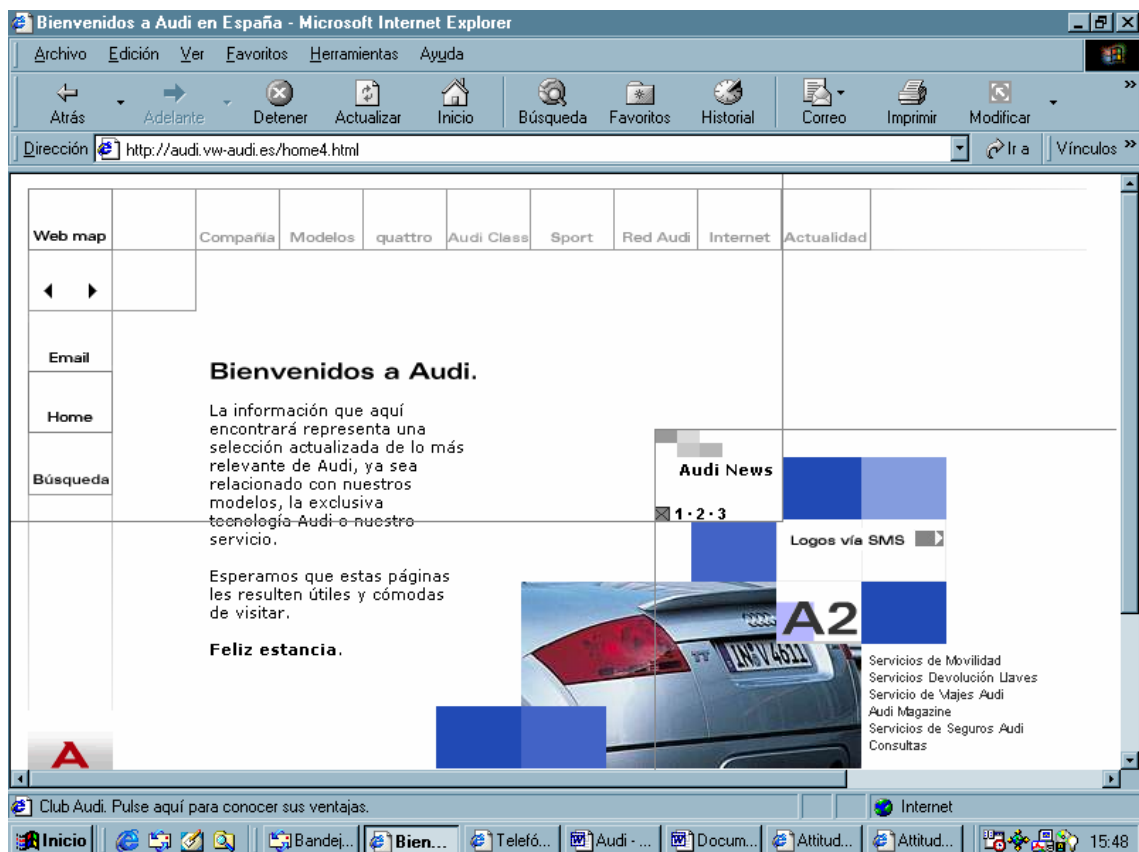 Bienvenidos a Audi en España - Microsoft Internet Explorer
Archivo Edición Ver Favoritos Herramientas Ayuda
Atrás Adelante Detener Actualizar Inicio Búsqueda Favoritos Historial Correo Imprimir Modificar »
Dirección http://audi.vw-audi.es/home4.html Ir a Vínculos »
Web map Compañía Modelos quattro Audi Class Sport Red Audi Internet Actualidad
Email
Home
Búsqueda
Bienvenidos a Audi.
La información que aquí
encontrará representa una
selección actualizada de lo más
relevante de Audi, ya sea
relacionado con nuestros
modelos, la exclusiva
tecnología Audi o nuestro
servicio.
Esperamos que estas páginas
les resulten útiles y cómodas
de visitar.
Feliz estancia.
Audi News
1·2·3
Logos vía SMS
A2
TT
IN·V 4611
Servicios de Movilidad
Servicios Devolución Llaves
Servicio de Viajes Audi
Audi Magazine
Servicios de Seguros Audi
Consultas
A
Club Audi. Pulse aquí para conocer sus ventajas. Internet
Inicio Bandej... Bien... Telefó... Audi - ... Docum... Attitud... Attitud... 15:48